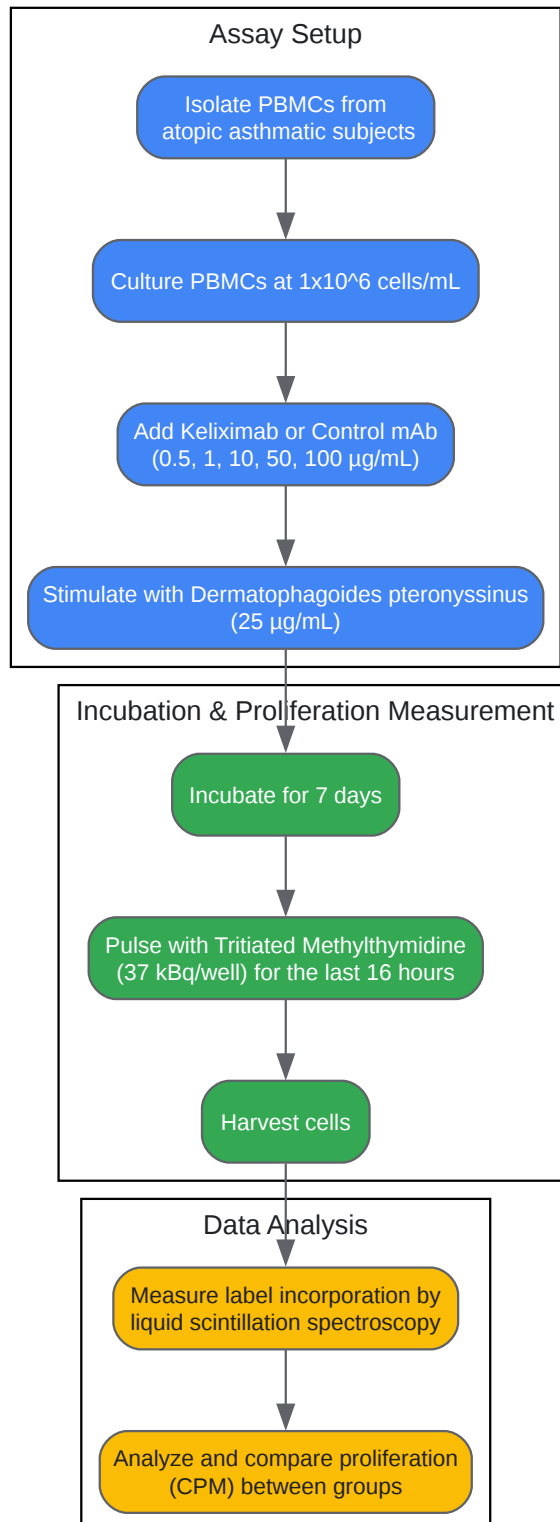 Assay Setup
Isolate PBMCs from
atopic asthmatic subjects
Culture PBMCs at 1x10^6 cells/mL
Add Keliximab or Control mAb
(0.5, 1, 10, 50, 100 µg/mL)
Stimulate with Dermatophagoides pteronyssinus
(25 µg/mL)
Incubation & Proliferation Measurement
Incubate for 7 days
Pulse with Tritiated Methylthymidine
(37 kBq/well) for the last 16 hours
Harvest cells
Data Analysis
Measure label incorporation by
liquid scintillation spectroscopy
Analyze and compare proliferation
(CPM) between groups